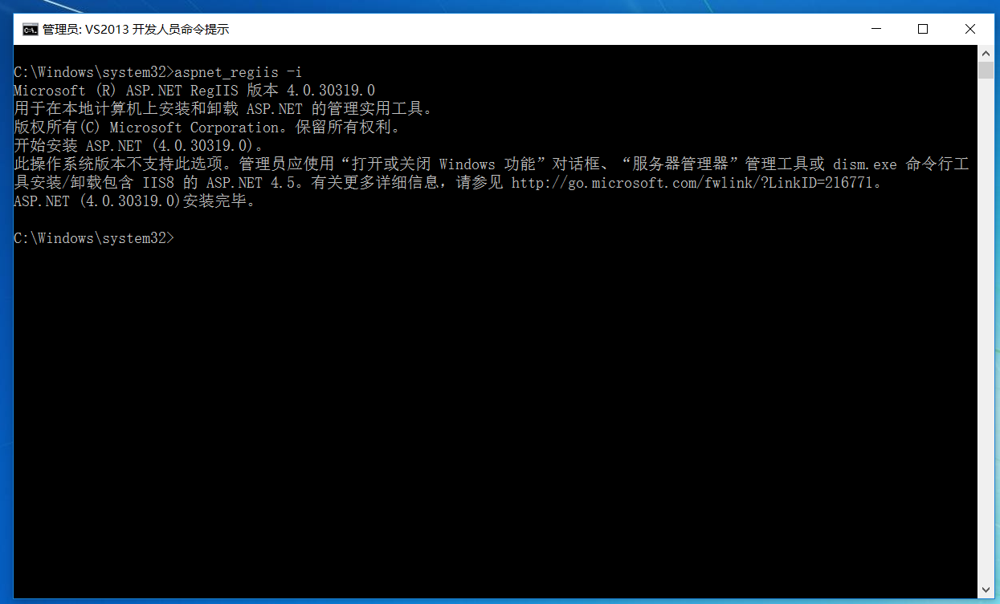 管理员: VS2013 开发人员命令提示
C:\Windows\system32>aspnet_regiis -i
Microsoft (R) ASP.NET RegIIS 版本 4.0.30319.0
用于在本地计算机上安装和卸载 ASP.NET 的管理实用工具。
版权所有(C) Microsoft Corporation。保留所有权利。
开始安装 ASP.NET (4.0.30319.0)。
此操作系统版本不支持此选项。管理员应使用“打开或关闭 Windows 功能”对话框、“服务器管理器”管理工具或 dism.exe 命令行工
具安装/卸载包含 IIS8 的 ASP.NET 4.5。有关更多详细信息，请参见 http://go.microsoft.com/fwlink/?LinkID=216771。
ASP.NET (4.0.30319.0)安装完毕。
C:\Windows\system32>